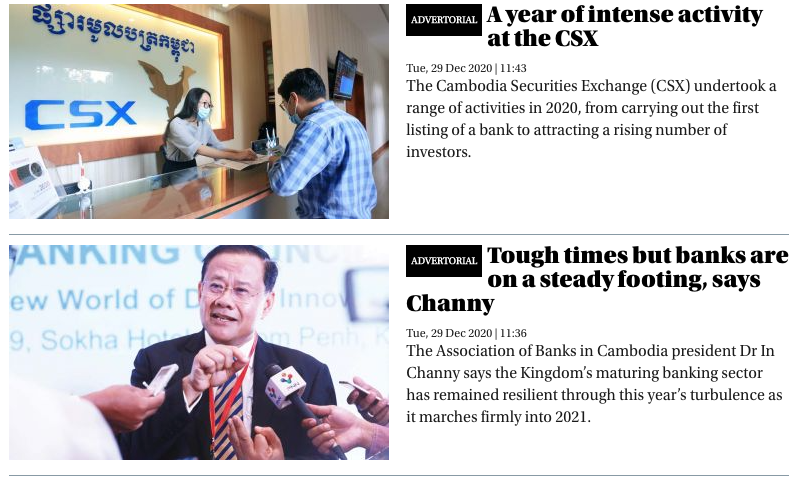 ផ្សារមូលបត្រកម្ពុជា
CSX
ADVERTORIAL
A year of intense activity
at the CSX
Tue, 29 Dec 2020 | 11:43
The Cambodia Securities Exchange (CSX) undertook a
range of activities in 2020, from carrying out the first
listing of a bank to attracting a rising number of
investors.
ANKING COUNCIL
ew World of D Innov
9, Sokha Hotel om Penh, K
ADVERTORIAL
Tough times but banks are
on a steady footing, says
Channy
Tue, 29 Dec 2020 | 11:36
The Association of Banks in Cambodia president Dr In
Channy says the Kingdom’s maturing banking sector
has remained resilient through this year’s turbulence as
it marches firmly into 2021.